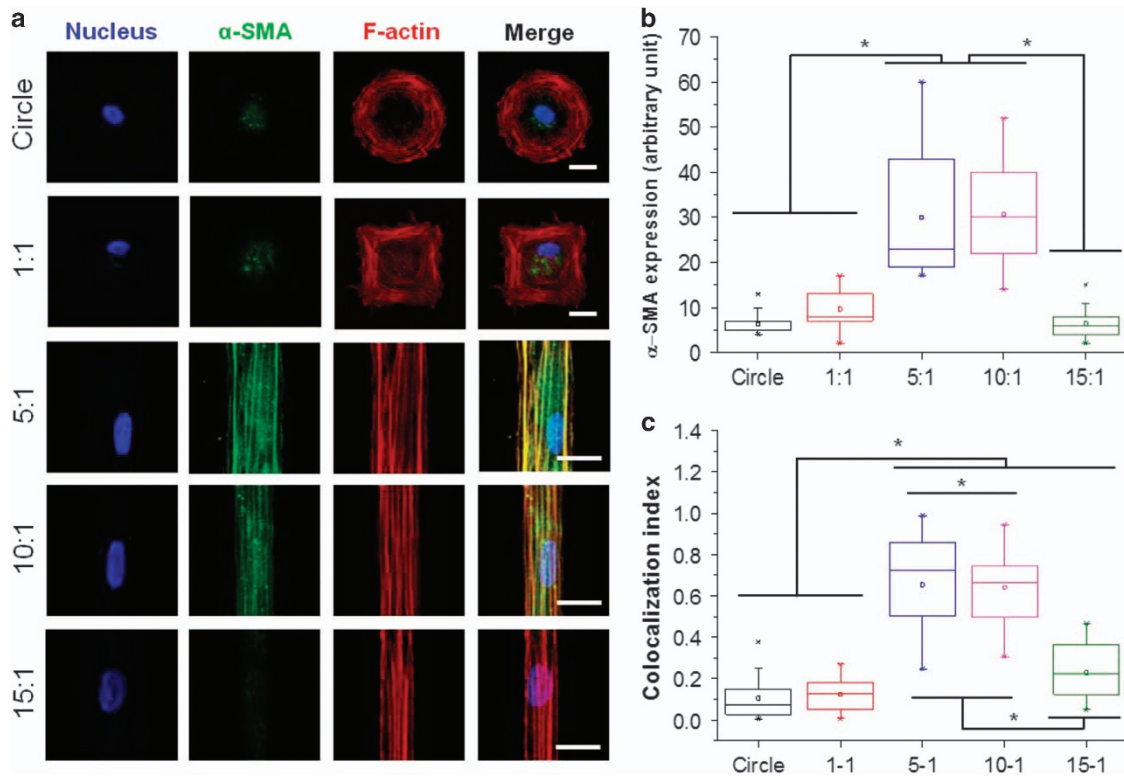 a
Nucleus α-SMA F-actin Merge
Circle
1:1
5:1
10:1
15:1
b
α–SMA expression (arbitrary unit)
70
60
50
40
30
20
10
0
* *
Circle 1:1 5:1 10:1 15:1
c
Colocalization index
1.4
1.2
1.0
0.8
0.6
0.4
0.2
0.0
*
*
*
Circle 1-1 5-1 10-1 15-1